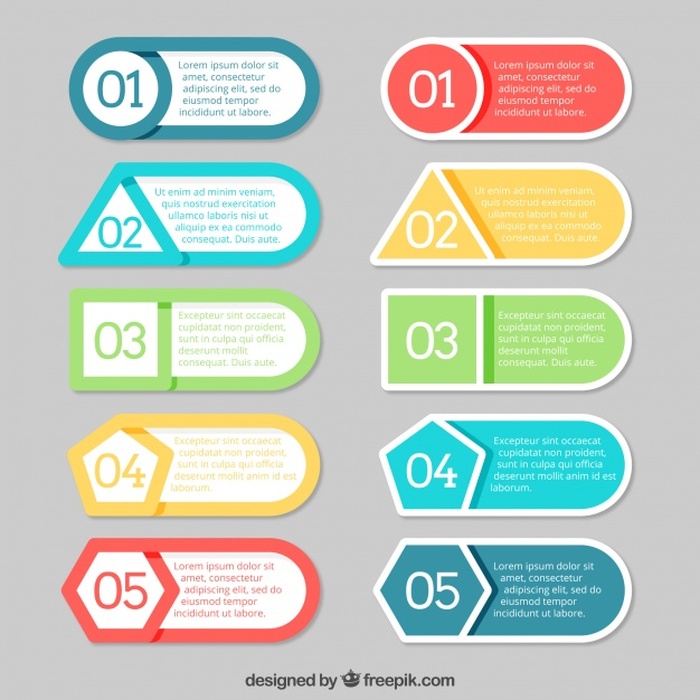 01
Lorem ipsum dolor sit
amet, consectetur
adipiscing elit, sed do
eiusmod tempor
incididunt ut labore.
02
Ut enim ad minim veniam,
quis nostrud exercitation
ullamco laboris nisi ut
aliquip ex ea commodo
consequat. Duis aute.
03
Excepteur sint occaecat
cupidatat non proident,
sunt in culpa qui officia
deserunt mollit
consequat. Duis aute.
04
Excepteur sint occaecat
cupidatat non proident,
sunt in culpa qui officia
deserunt mollit anim id est
laborum.
05
Lorem ipsum dolor sit
amet, consectetur
adipiscing elit, sed do
eiusmod tempor
incididunt ut labore.
01
Lorem ipsum dolor sit
amet, consectetur
adipiscing elit, sed do
eiusmod tempor
incididunt ut labore.
02
Ut enim ad minim veniam,
quis nostrud exercitation
ullamco laboris nisi ut
aliquip ex ea commodo
consequat. Duis aute.
03
Excepteur sint occaecat
cupidatat non proident,
sunt in culpa qui officia
deserunt mollit
consequat. Duis aute.
04
Excepteur sint occaecat
cupidatat non proident,
sunt in culpa qui officia
deserunt mollit anim id est
laborum.
05
Lorem ipsum dolor sit
amet, consectetur
adipiscing elit, sed do
eiusmod tempor
incididunt ut labore.
designed by freepik.com